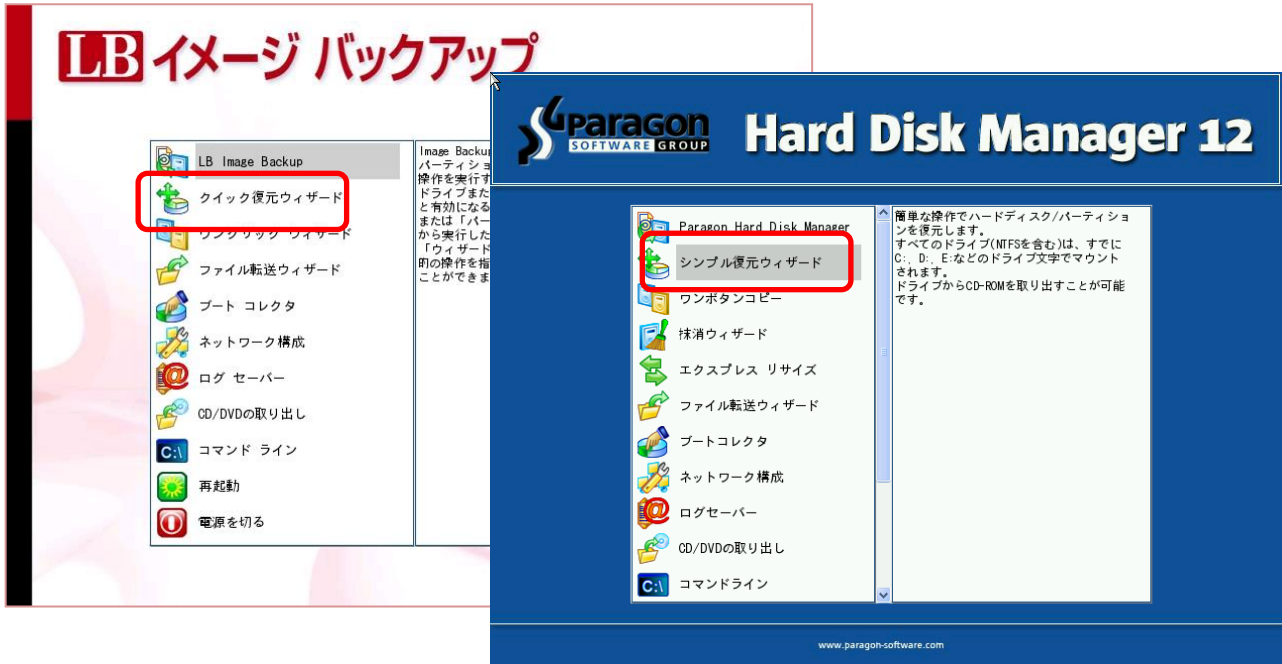 LB イメージ バックアップ
LB Image Backup
クイック復元ウィザード
ワンクリック ウィザード
ファイル転送ウィザード
ブート コレクタ
ネットワーク構成
ログ セーバー
CD/DVDの取り出し
C:\ コマンド ライン
再起動
電源を切る
Image Backu
パーティショ
操作を実行す
ドライブまた
と有効になる
または「パー
から実行した
「ウィザード
明の操作を指
ことができま
Paragon
SOFTWARE GROUP
Hard Disk Manager 12
Paragon Hard Disk Manager
シンプル復元ウィザード
ワンボタンコピー
抹消ウィザード
エクスプレス リサイズ
ファイル転送ウィザード
ブートコレクタ
ネットワーク構成
ログセーバー
CD/DVDの取り出し
C:\ コマンドライン
簡単な操作でハードディスク/パーティショ
ンを復元します。
すべてのドライブ(NTFSを含む)は、すでに
C:、D:、E:などのドライブ文字でマウント
されます。
ドライブからCD-ROMを取り出すことが可能
です。
www.paragon-software.com